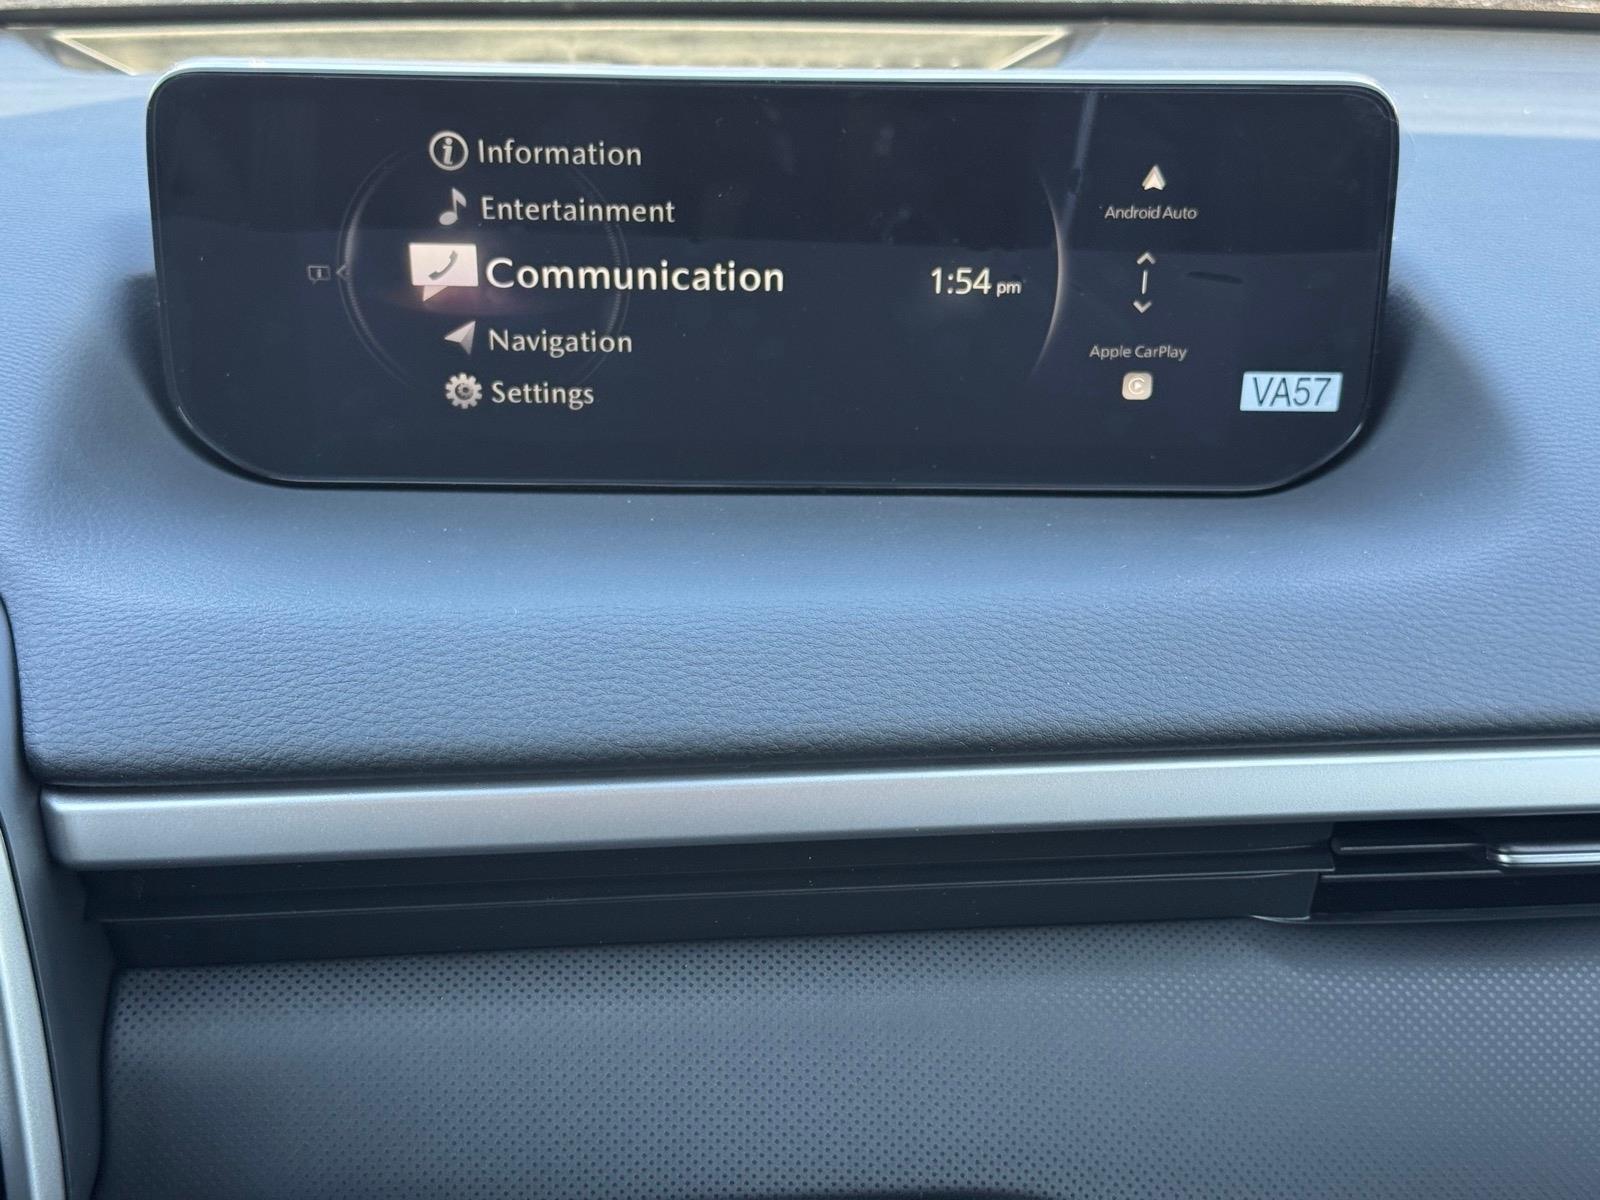 Information
Entertainment
Communication
Navigation
Settings
1:54 pm
Android Auto
Apple CarPlay
VA57